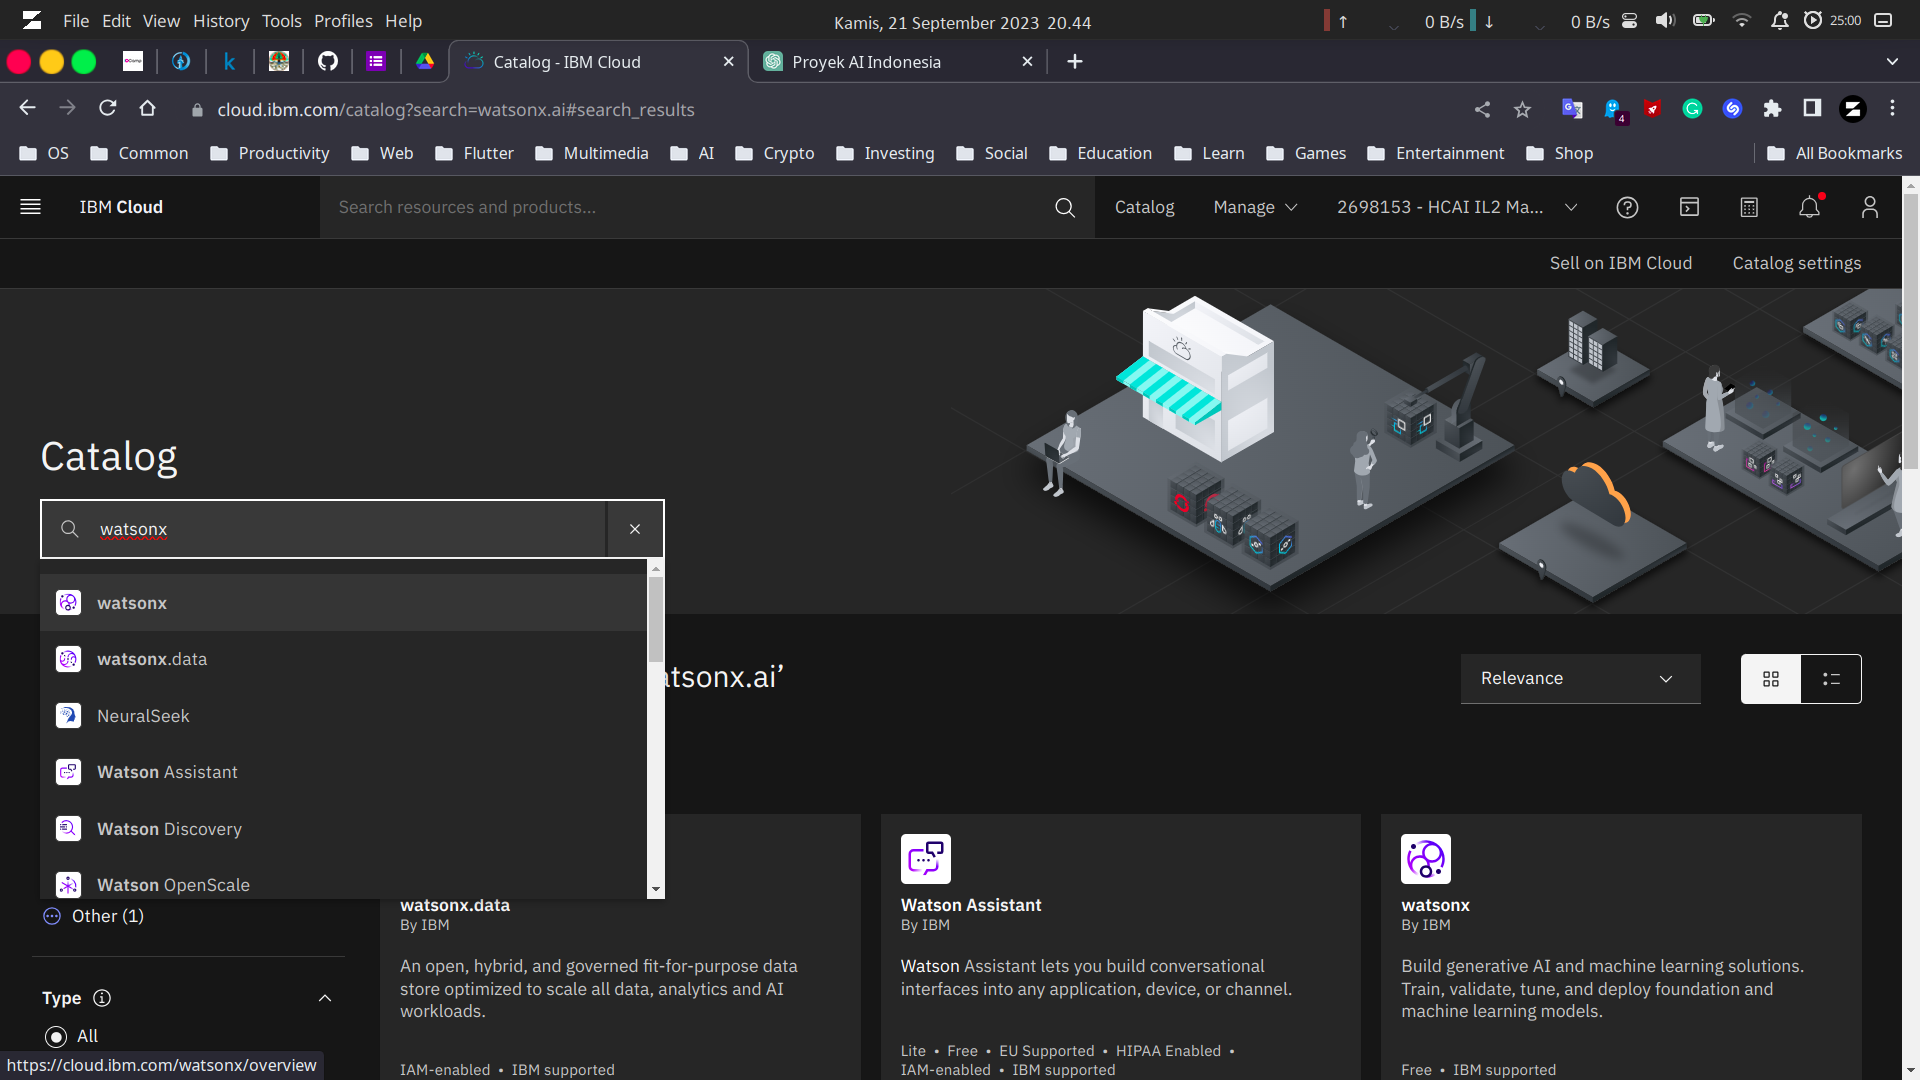 File Edit View History Tools Profiles Help
Kamis, 21 September 2023 20.44
↑ 0 B/s ↓ 0 B/s
25:00
Catalog - IBM Cloud
Proyek AI Indonesia
cloud.ibm.com/catalog?search=watsonx.ai#search_results
4
OS Common Productivity Web Flutter Multimedia AI Crypto Investing Social Education Learn Games Entertainment Shop All Bookmarks
IBM Cloud
Search resources and products...
Catalog Manage 2698153 - HCAI IL2 Ma...
Sell on IBM Cloud Catalog settings
Catalog
watsonx
watsonx
watsonx.data
NeuralSeek
Watson Assistant
Watson Discovery
Watson OpenScale
atsonx.ai’
Relevance
Other (1)
Type
All
watsonx.data
By IBM
An open, hybrid, and governed fit-for-purpose data
store optimized to scale all data, analytics and AI
workloads.
IAM-enabled • IBM supported
Watson Assistant
By IBM
Watson Assistant lets you build conversational
interfaces into any application, device, or channel.
Lite • Free • EU Supported • HIPAA Enabled •
IAM-enabled • IBM supported
watsonx
By IBM
Build generative AI and machine learning solutions.
Train, validate, tune, and deploy foundation and
machine learning models.
Free • IBM supported
https://cloud.ibm.com/watsonx/overview